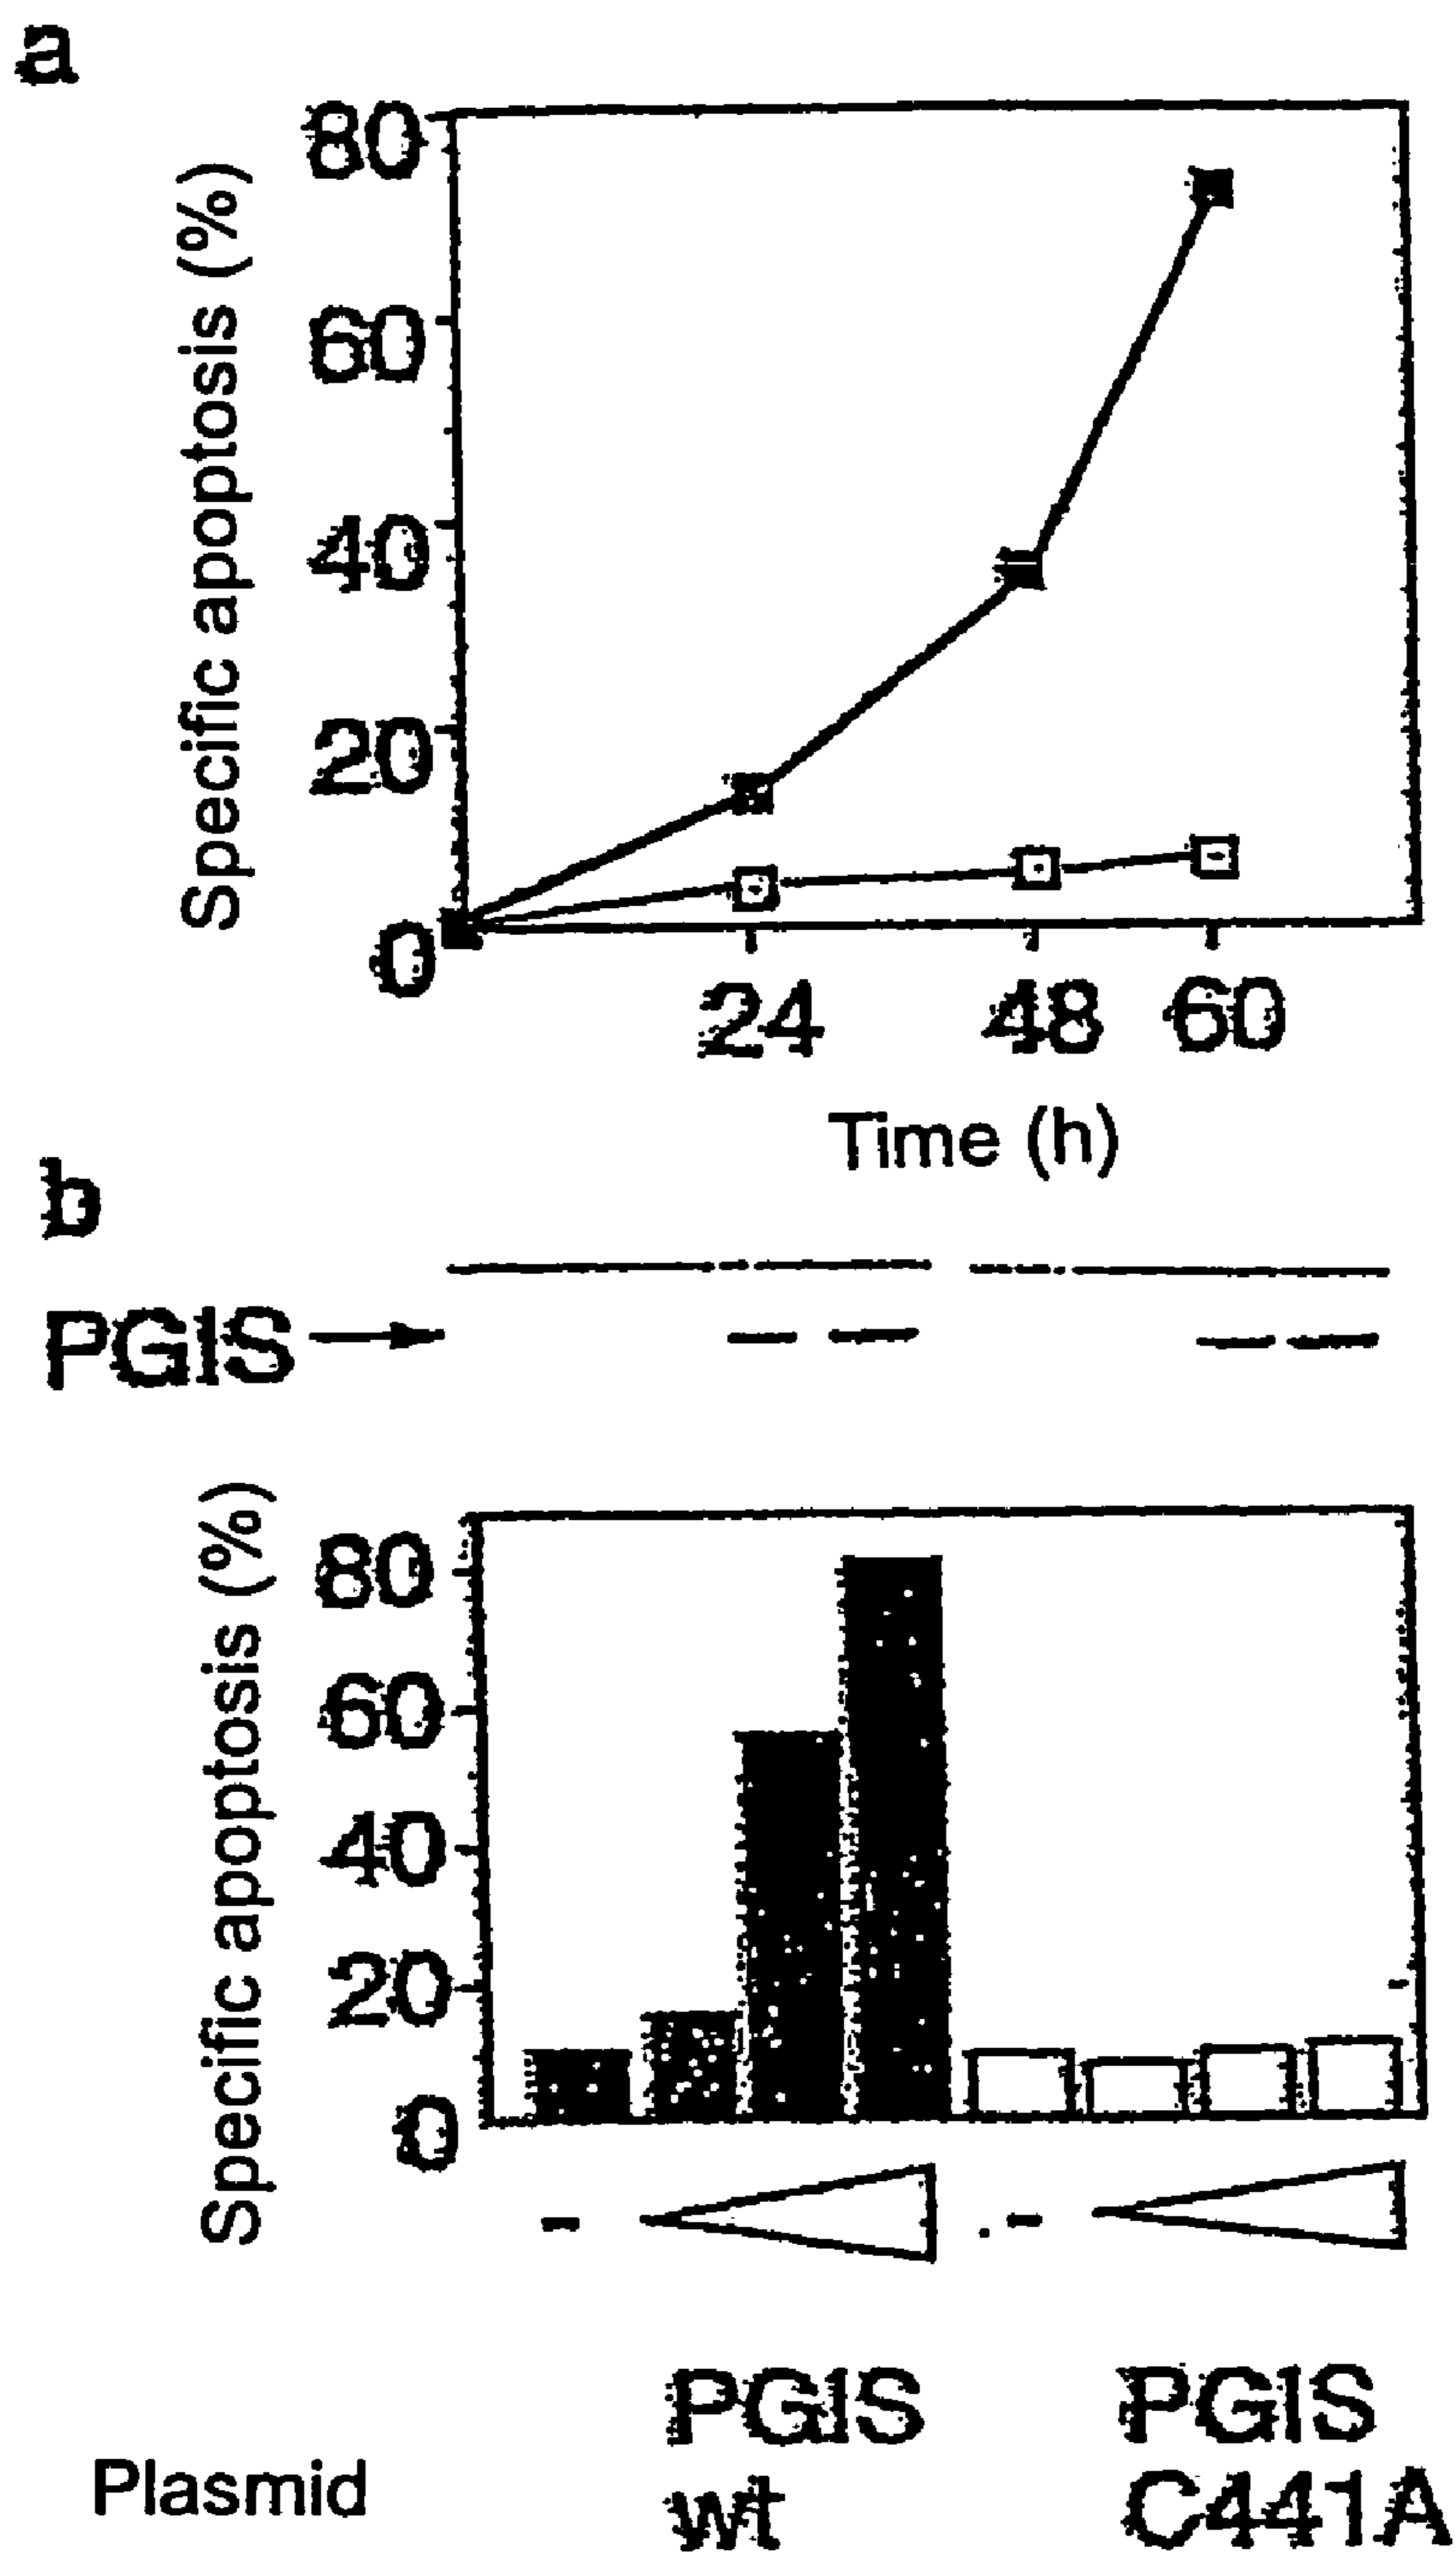 a
Specific apoptosis (%)
80
60
40
20
0
24 48 60
Time (h)
b
PGIS
Specific apoptosis (%)
80
60
40
20
0
- -
PGIS PGIS
Plasmid wt C441A